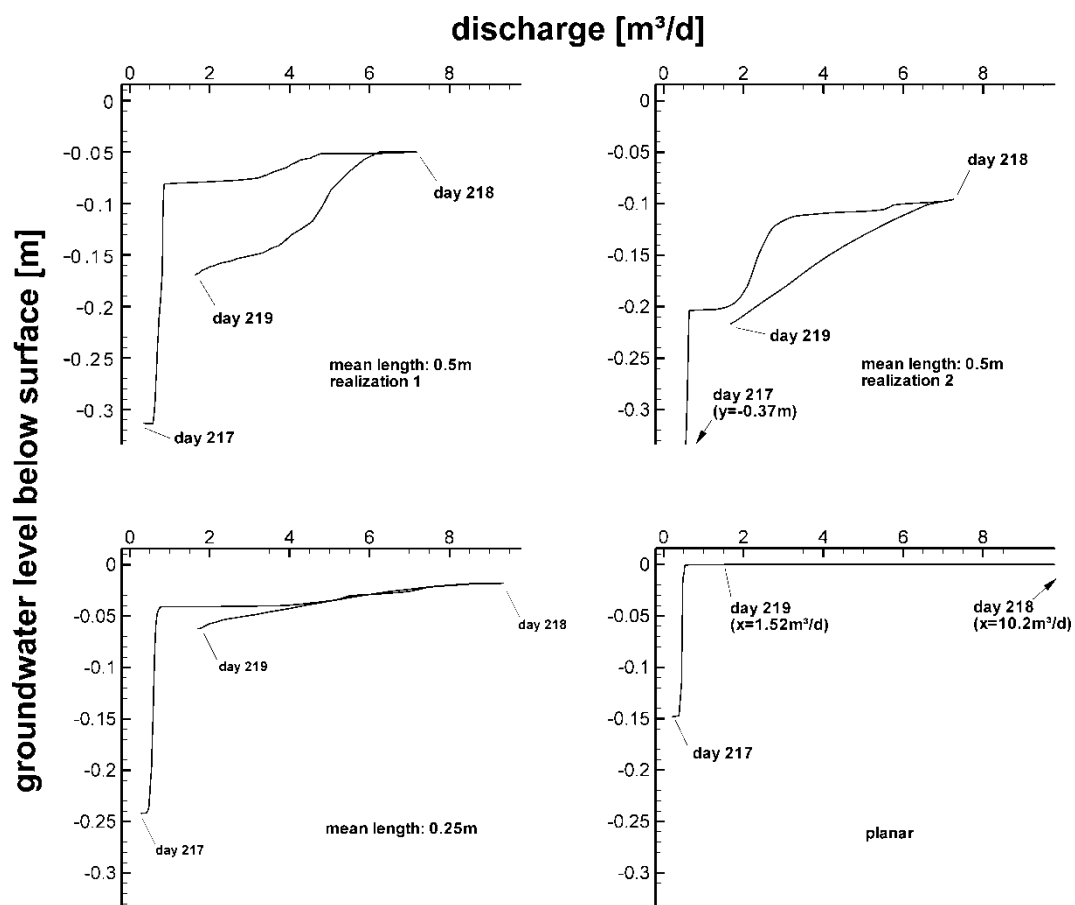 discharge [m³/d]
groundwater level below surface [m]
0 2 4 6 8
0
-0.05
-0.1
-0.15
-0.2
-0.25
-0.3
day 218
day 219
day 217
mean length: 0.5m
realization 1
0 2 4 6 8
0
-0.05
-0.1
-0.15
-0.2
-0.25
-0.3
day 218
day 219
mean length: 0.5m
realization 2
day 217
(y=-0.37m)
0 2 4 6 8
0
-0.05
-0.1
-0.15
-0.2
-0.25
-0.3
day 218
day 219
day 217
mean length: 0.25m
0 2 4 6 8
0
-0.05
-0.1
-0.15
-0.2
-0.25
-0.3
day 219
(x=1.52m³/d)
day 218
(x=10.2m³/d)
day 217
planar